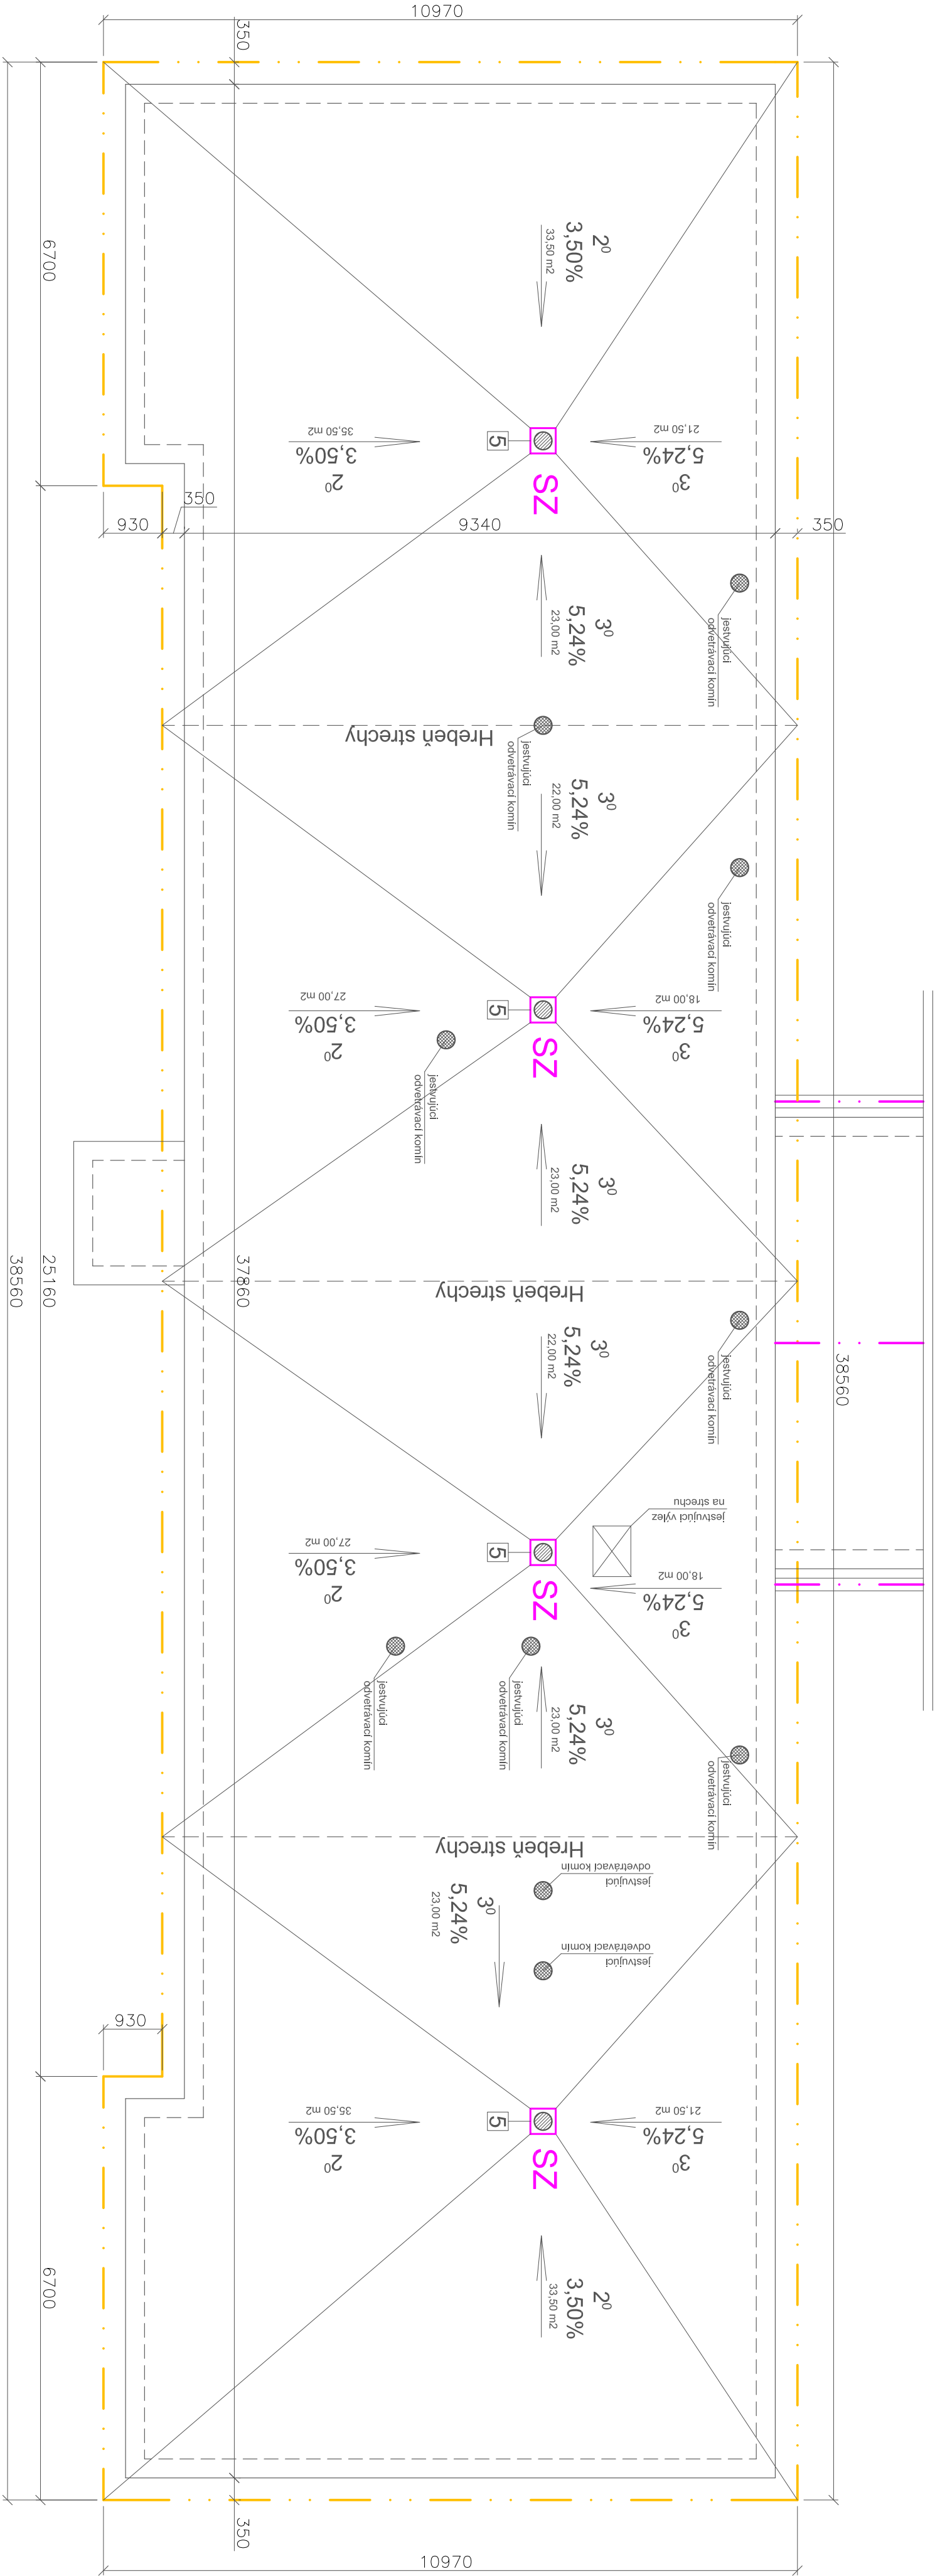 10970
350
38560
6700
2⁰
3,50%
33,50 m2
35,50 m2
3,50%
2⁰
5
SZ
21,50 m2
5,24%
3⁰
930
350
9340
350
3⁰
5,24%
23,00 m2
jestvujúci
odvetrávací komín
Hrebeň strechy
jestvujúci
odvetrávací komín
3⁰
5,24%
22,00 m2
jestvujúci
odvetrávací komín
27,00 m2
3,50%
2⁰
5
SZ
18,00 m2
5,24%
3⁰
jestvujúci
odvetrávací komín
3⁰
5,24%
23,00 m2
38560
25160
37860
Hrebeň strechy
3⁰
5,24%
22,00 m2
jestvujúci
odvetrávací komín
38560
jestvujúci výlez
na strechu
27,00 m2
3,50%
2⁰
5
SZ
18,00 m2
5,24%
3⁰
jestvujúci
odvetrávací komín
jestvujúci
odvetrávací komín
3⁰
5,24%
23,00 m2
jestvujúci
odvetrávací komín
Hrebeň strechy
jestvujúci
odvetrávací komín
3⁰
5,24%
23,00 m2
jestvujúci
odvetrávací komín
930
35,50 m2
3,50%
2⁰
5
SZ
21,50 m2
5,24%
3⁰
6700
2⁰
3,50%
33,50 m2
350
10970